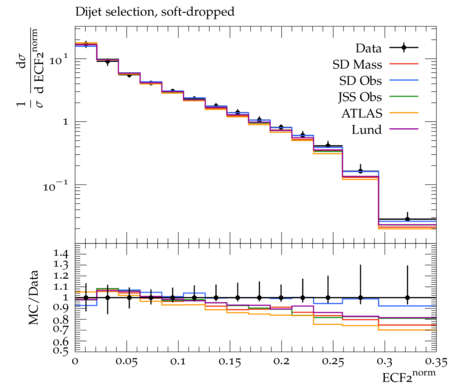 Dijet selection, soft-dropped
1/σ dσ/d ECF2^norm
10^1
1
10^−1
Data
SD Mass
SD Obs
JSS Obs
ATLAS
Lund
MC/Data
1.4
1.3
1.2
1.1
1
0.9
0.8
0.7
0.6
0.5
0 0.05 0.1 0.15 0.2 0.25 0.3 0.35
ECF2^norm